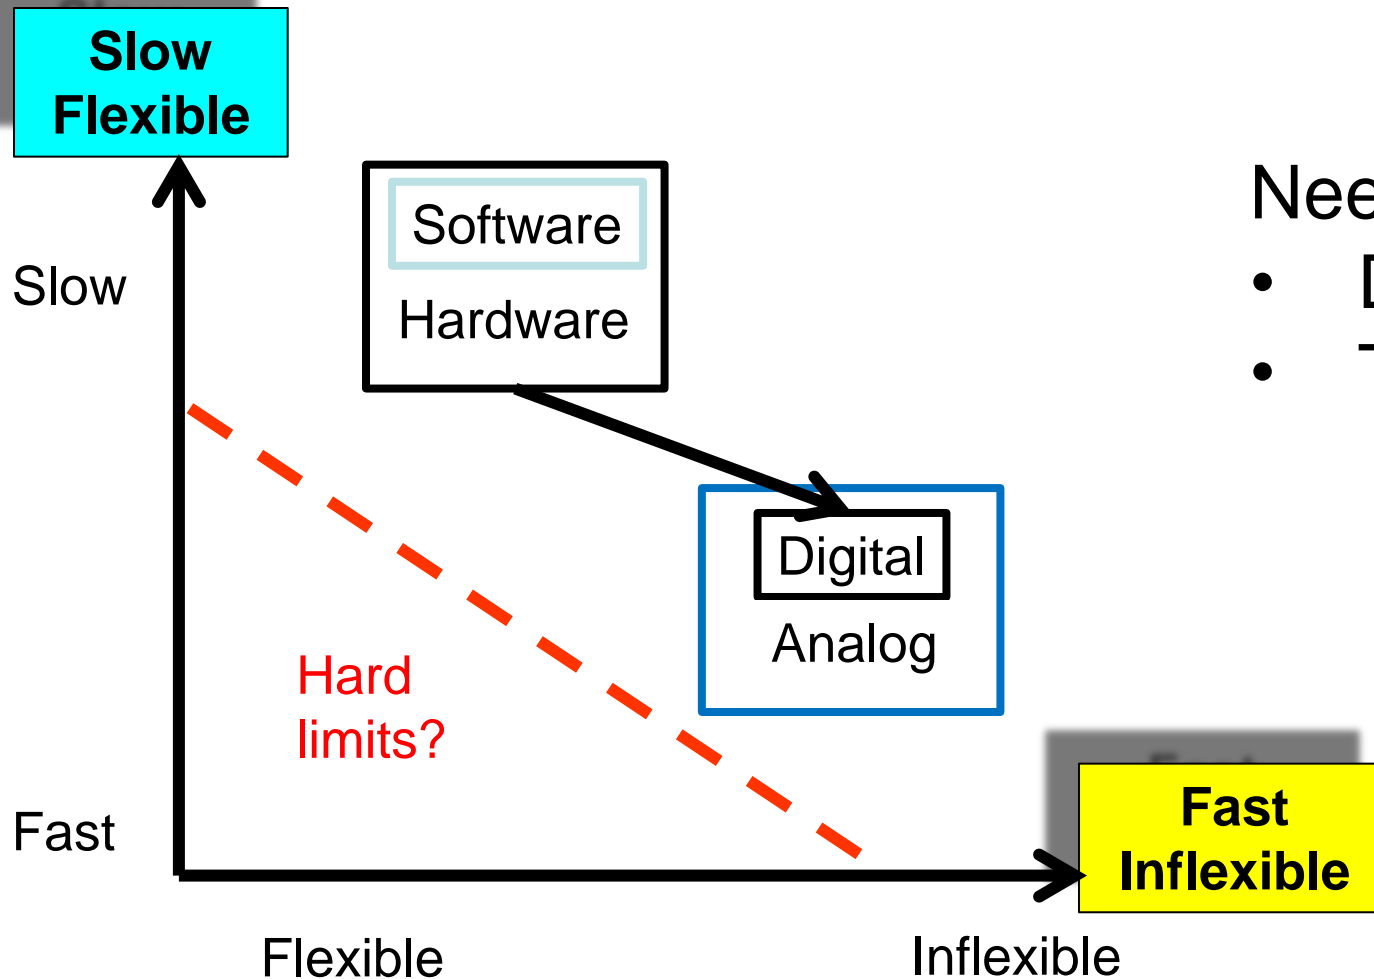 Slow
Flexible
Software
Hardware
Slow
Digital
Analog
Hard
limits?
Fast
Fast
Inflexible
Flexible
Inflexible